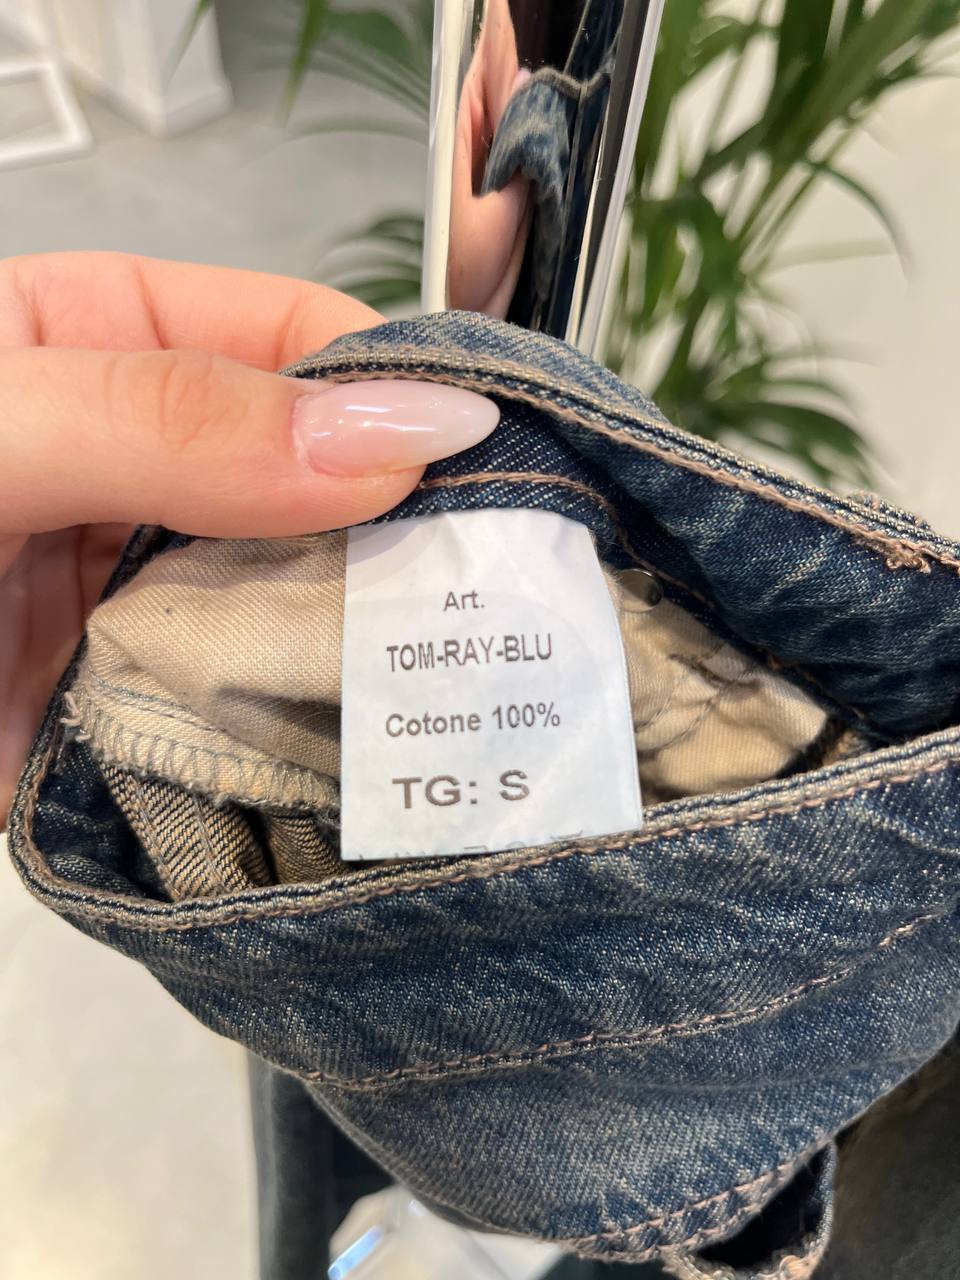 Art.
TOM-RAY-BLU
Cotone 100%
TG: S